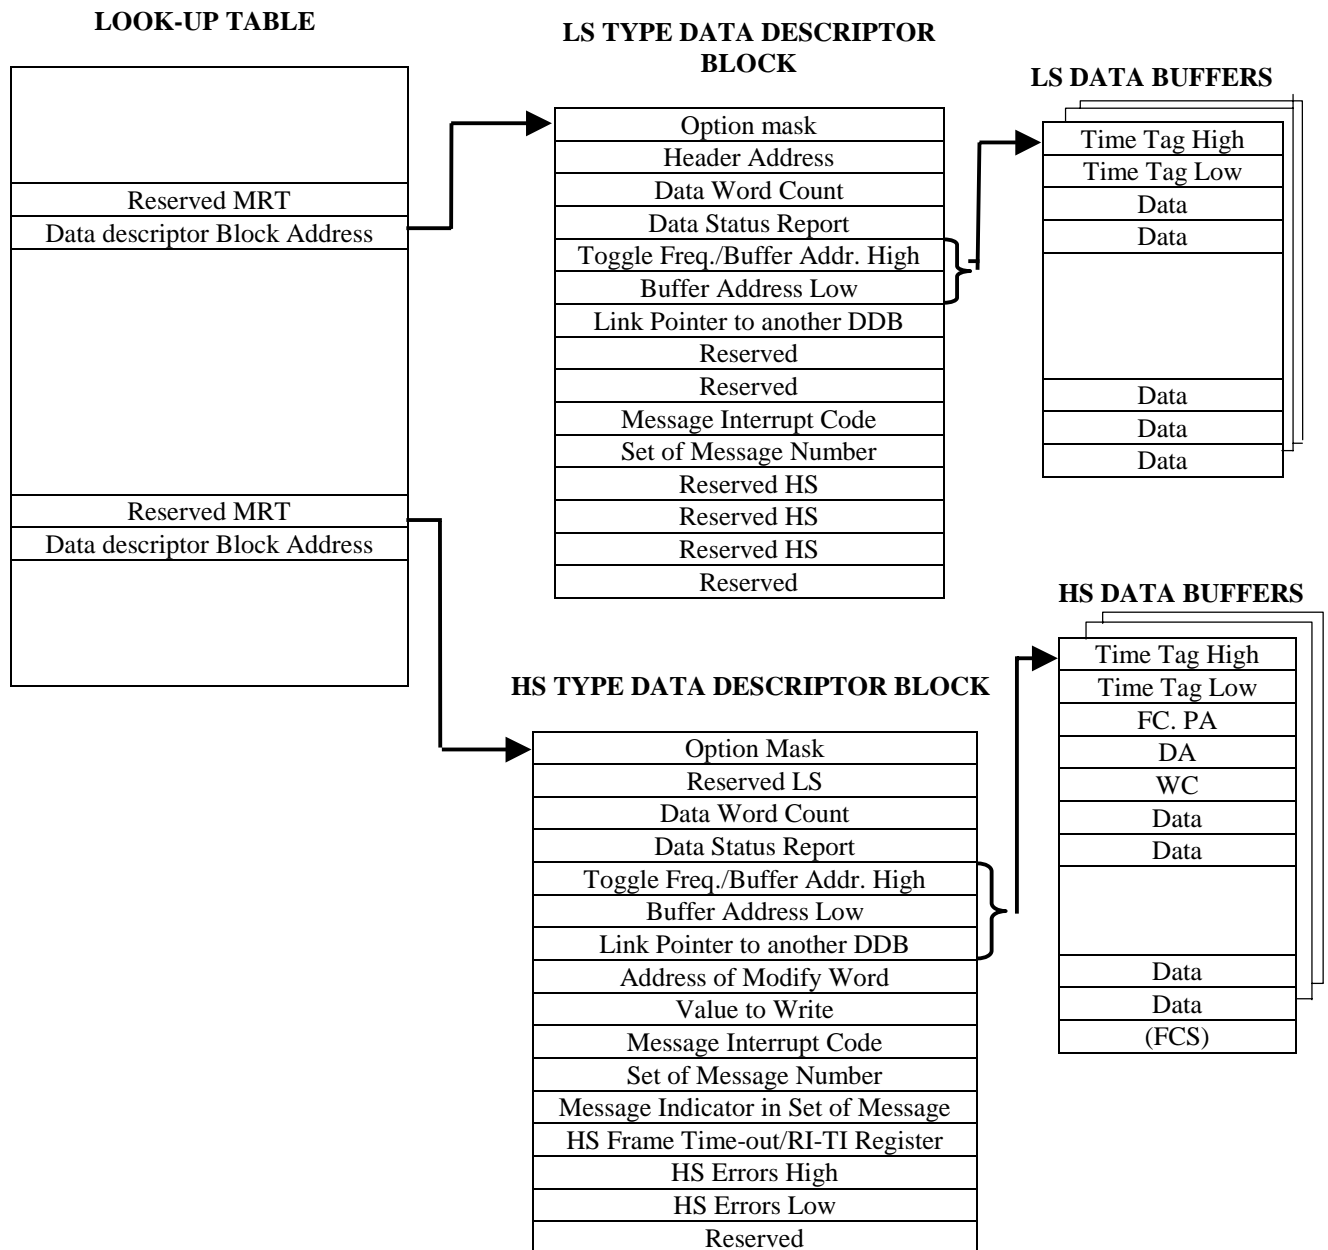 LOOK-UP TABLE
Reserved MRT
Data descriptor Block Address
Reserved MRT
Data descriptor Block Address
LS TYPE DATA DESCRIPTOR
BLOCK
Option mask
Header Address
Data Word Count
Data Status Report
Toggle Freq./Buffer Addr. High
Buffer Address Low
Link Pointer to another DDB
Reserved
Reserved
Message Interrupt Code
Set of Message Number
Reserved HS
Reserved HS
Reserved HS
Reserved
LS DATA BUFFERS
Time Tag High
Time Tag Low
Data
Data
Data
Data
Data
HS TYPE DATA DESCRIPTOR BLOCK
Option Mask
Reserved LS
Data Word Count
Data Status Report
Toggle Freq./Buffer Addr. High
Buffer Address Low
Link Pointer to another DDB
Address of Modify Word
Value to Write
Message Interrupt Code
Set of Message Number
Message Indicator in Set of Message
HS Frame Time-out/RI-TI Register
HS Errors High
HS Errors Low
Reserved
HS DATA BUFFERS
Time Tag High
Time Tag Low
FC. PA
DA
WC
Data
Data
Data
Data
(FCS)